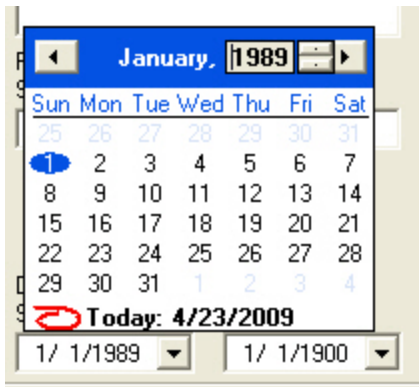 January, 1989
Sun Mon Tue Wed Thu Fri Sat
25 26 27 28 29 30 31
1 2 3 4 5 6 7
8 9 10 11 12 13 14
15 16 17 18 19 20 21
22 23 24 25 26 27 28
29 30 31 1 2 3 4
Today: 4/23/2009
1/ 1/1989 1/ 1/1900